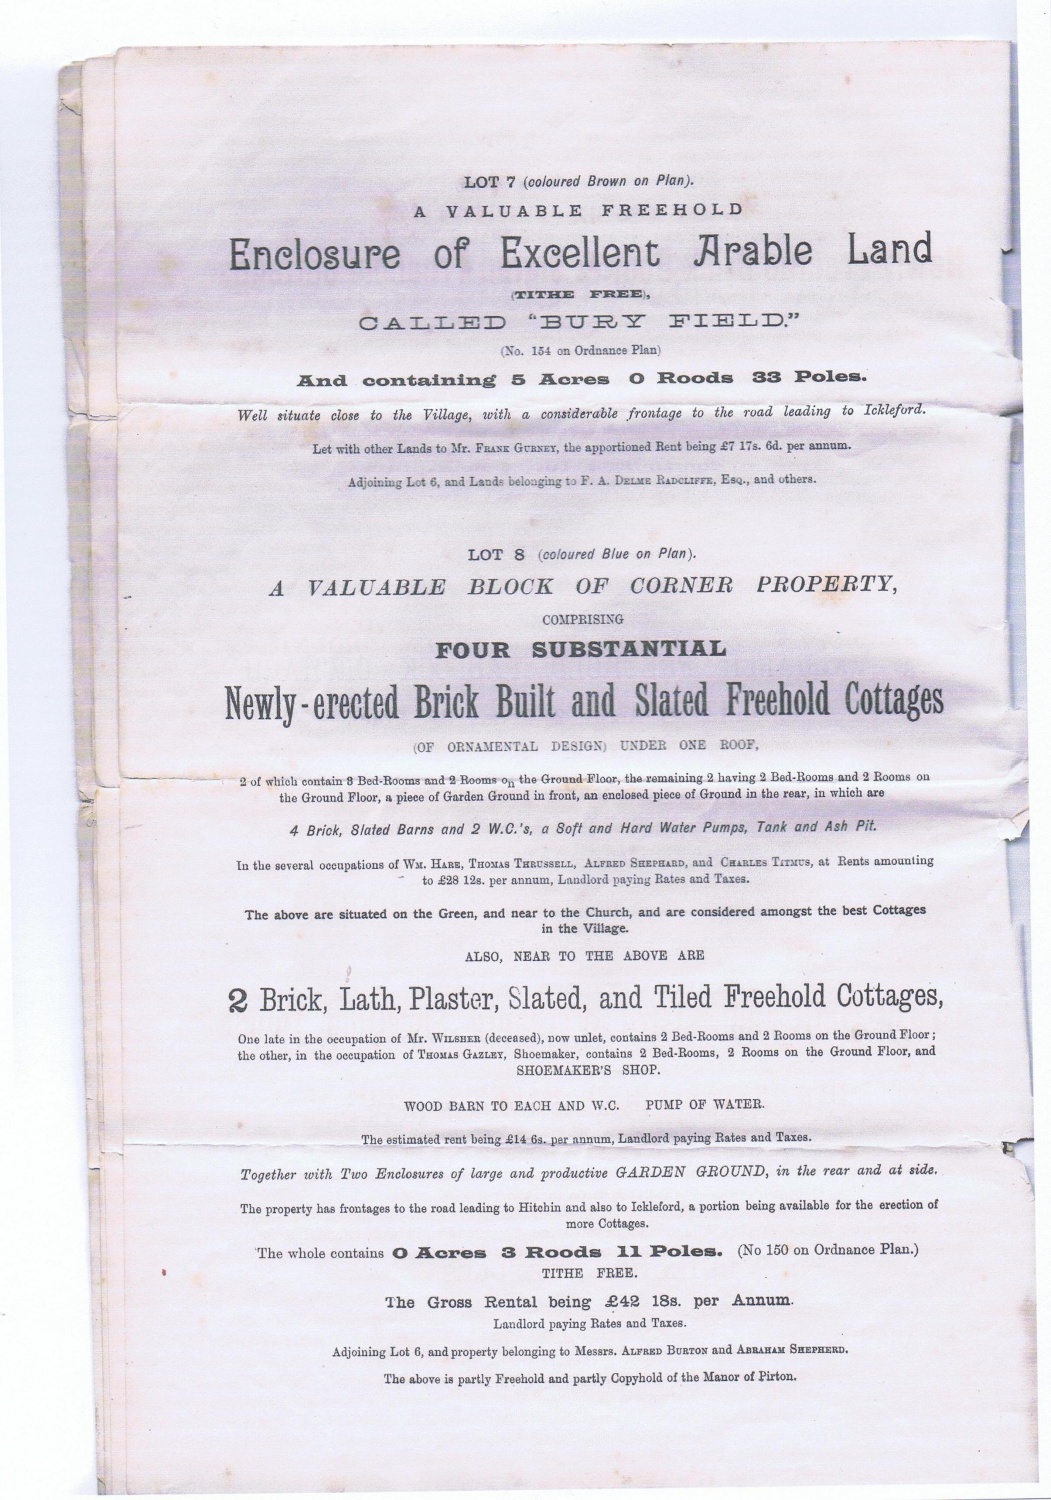 LOT 7 (coloured Brown on Plan).
A VALUABLE FREEHOLD
Enclosure of Excellent Arable Land
(TITHE FREE),
CALLED "BURY FIELD."
(No. 154 on Ordnance Plan)
And containing 5 Acres 0 Roods 33 Poles.
Well situate close to the Village, with a considerable frontage to the road leading to Ickleford.
Let with other Lands to Mr. FRANK GURNEY, the apportioned Rent being £7 17s. 6d. per annum.
Adjoining Lot 6, and Lands belonging to F. A. DELME RADCLIFFE, ESQ., and others.
LOT 8 (coloured Blue on Plan).
A VALUABLE BLOCK OF CORNER PROPERTY,
COMPRISING
FOUR SUBSTANTIAL
Newly-erected Brick Built and Slated Freehold Cottages
(OF ORNAMENTAL DESIGN) UNDER ONE ROOF,
2 of which contain 3 Bed-Rooms and 2 Rooms on the Ground Floor, the remaining 2 having 2 Bed-Rooms and 2 Rooms on
the Ground Floor, a piece of Garden Ground in front, an enclosed piece of Ground in the rear, in which are
4 Brick, Slated Barns and 2 W.C.'s, a Soft and Hard Water Pumps, Tank and Ash Pit.
In the several occupations of WM. HARE, THOMAS THRUSSELL, ALFRED SHEPHARD, and CHARLES TITMUS, at Rents amounting
to £28 12s. per annum, Landlord paying Rates and Taxes.
The above are situated on the Green, and near to the Church, and are considered amongst the best Cottages
in the Village.
ALSO, NEAR TO THE ABOVE ARE
2 Brick, Lath, Plaster, Slated, and Tiled Freehold Cottages,
One late in the occupation of Mr. WILSHER (deceased), now unlet, contains 2 Bed-Rooms and 2 Rooms on the Ground Floor;
the other, in the occupation of THOMAS GAZLEY, Shoemaker, contains 2 Bed-Rooms, 2 Rooms on the Ground Floor, and
SHOEMAKER'S SHOP.
WOOD BARN TO EACH AND W.C. PUMP OF WATER.
The estimated rent being £14 6s. per annum, Landlord paying Rates and Taxes.
Together with Two Enclosures of large and productive GARDEN GROUND, in the rear and at side.
The property has frontages to the road leading to Hitchin and also to Ickleford, a portion being available for the erection of
more Cottages.
The whole contains 0 Acres 3 Roods 11 Poles. (No 150 on Ordnance Plan.)
TITHE FREE.
The Gross Rental being £42 18s. per Annum.
Landlord paying Rates and Taxes.
Adjoining Lot 6, and property belonging to Messrs. ALFRED BURTON and ABRAHAM SHEPHERD.
The above is partly Freehold and partly Copyhold of the Manor of Pirton.